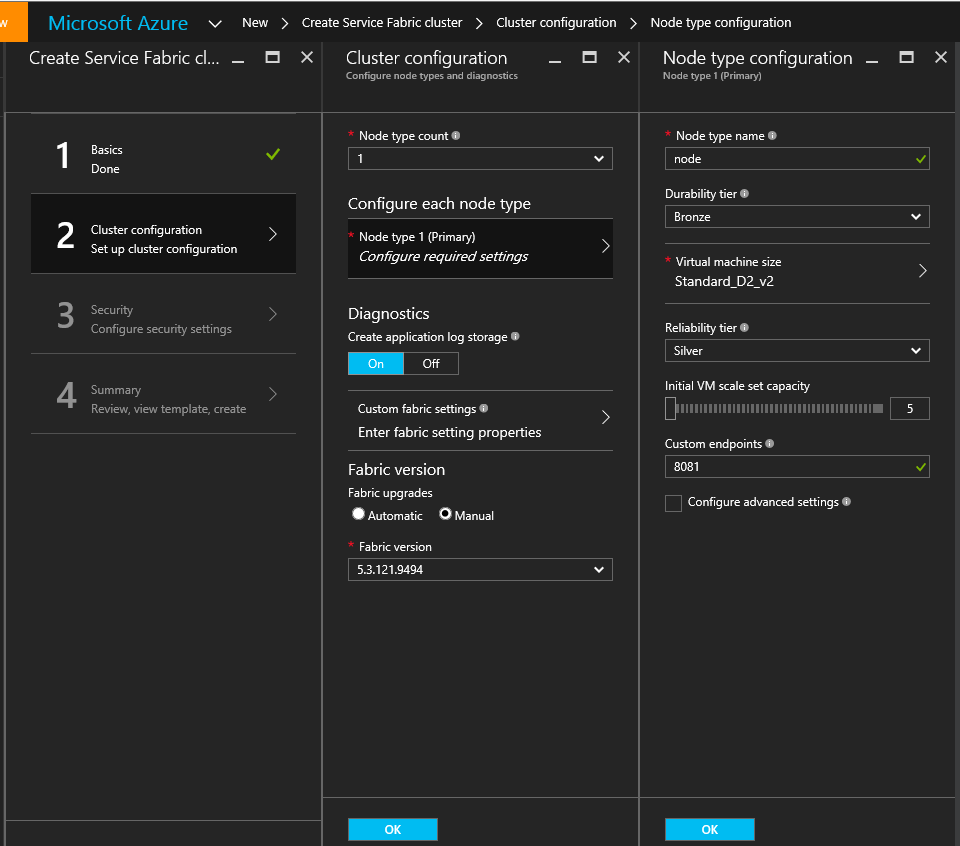 w
Microsoft Azure
New
Create Service Fabric cluster
Cluster configuration
Node type configuration
Create Service Fabric cl...
1
Basics
Done
2
Cluster configuration
Set up cluster configuration
3
Security
Configure security settings
4
Summary
Review, view template, create
Cluster configuration
Configure node types and diagnostics
* Node type count
1
Configure each node type
* Node type 1 (Primary)
Configure required settings
Diagnostics
Create application log storage
On
Off
Custom fabric settings
Enter fabric setting properties
Fabric version
Fabric upgrades
Automatic
Manual
* Fabric version
5.3.121.9494
OK
Node type configuration
Node type 1 (Primary)
* Node type name
node
Durability tier
Bronze
* Virtual machine size
Standard_D2_v2
Reliability tier
Silver
Initial VM scale set capacity
5
Custom endpoints
8081
Configure advanced settings
OK